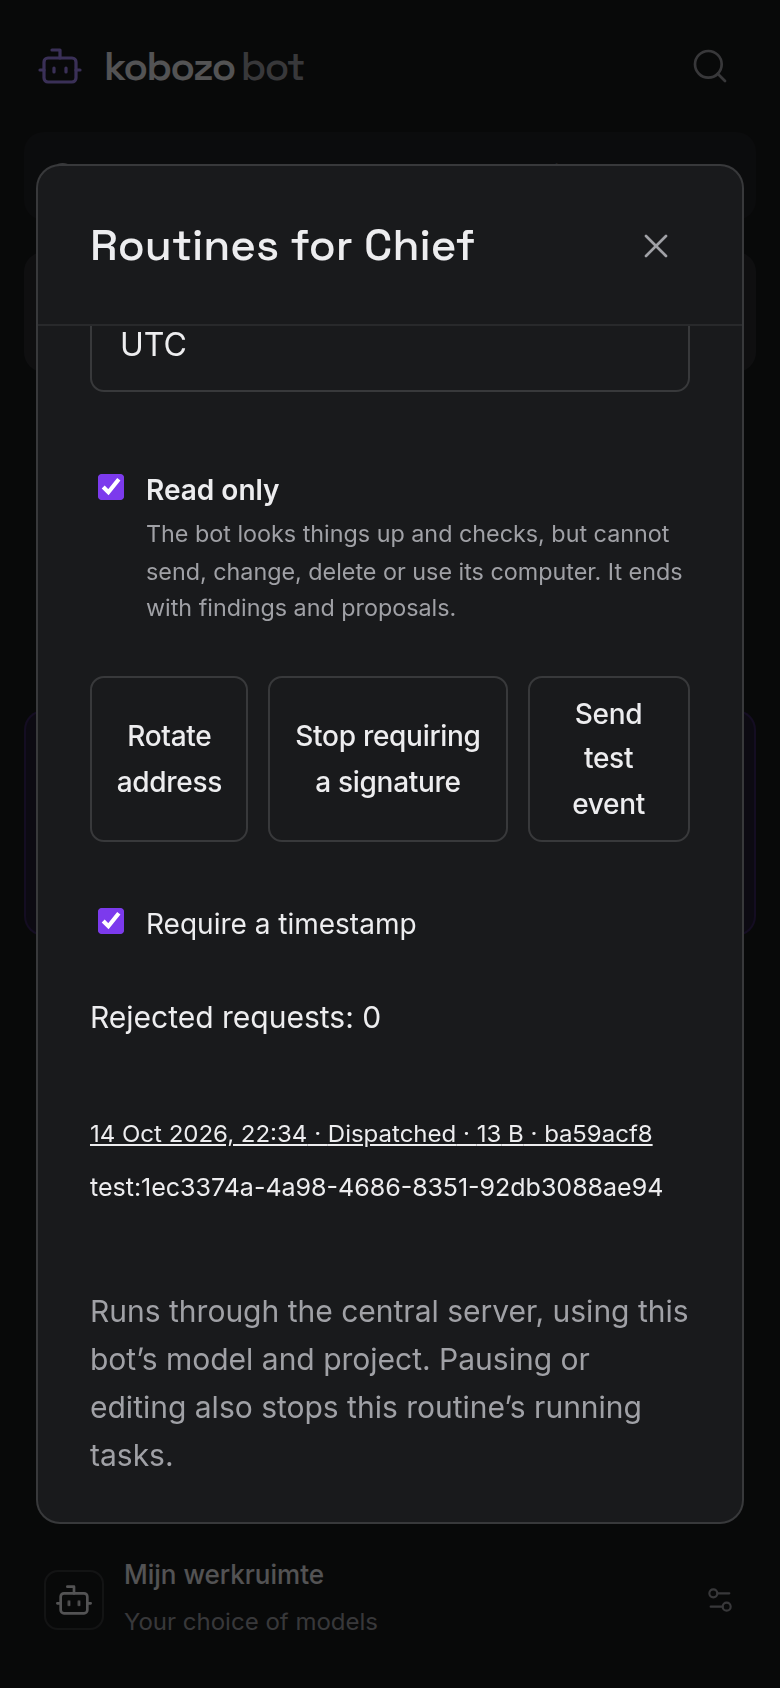 kobozo bot
Routines for Chief
UTC
Read only
The bot looks things up and checks, but cannot
send, change, delete or use its computer. It ends
with findings and proposals.
Rotate
address
Stop requiring
a signature
Send
test
event
Require a timestamp
Rejected requests: 0
14 Oct 2026, 22:34 · Dispatched · 13 B · ba59acf8
test:1ec3374a-4a98-4686-8351-92db3088ae94
Runs through the central server, using this
bot’s model and project. Pausing or
editing also stops this routine’s running
tasks.
Mijn werkruimte
Your choice of models